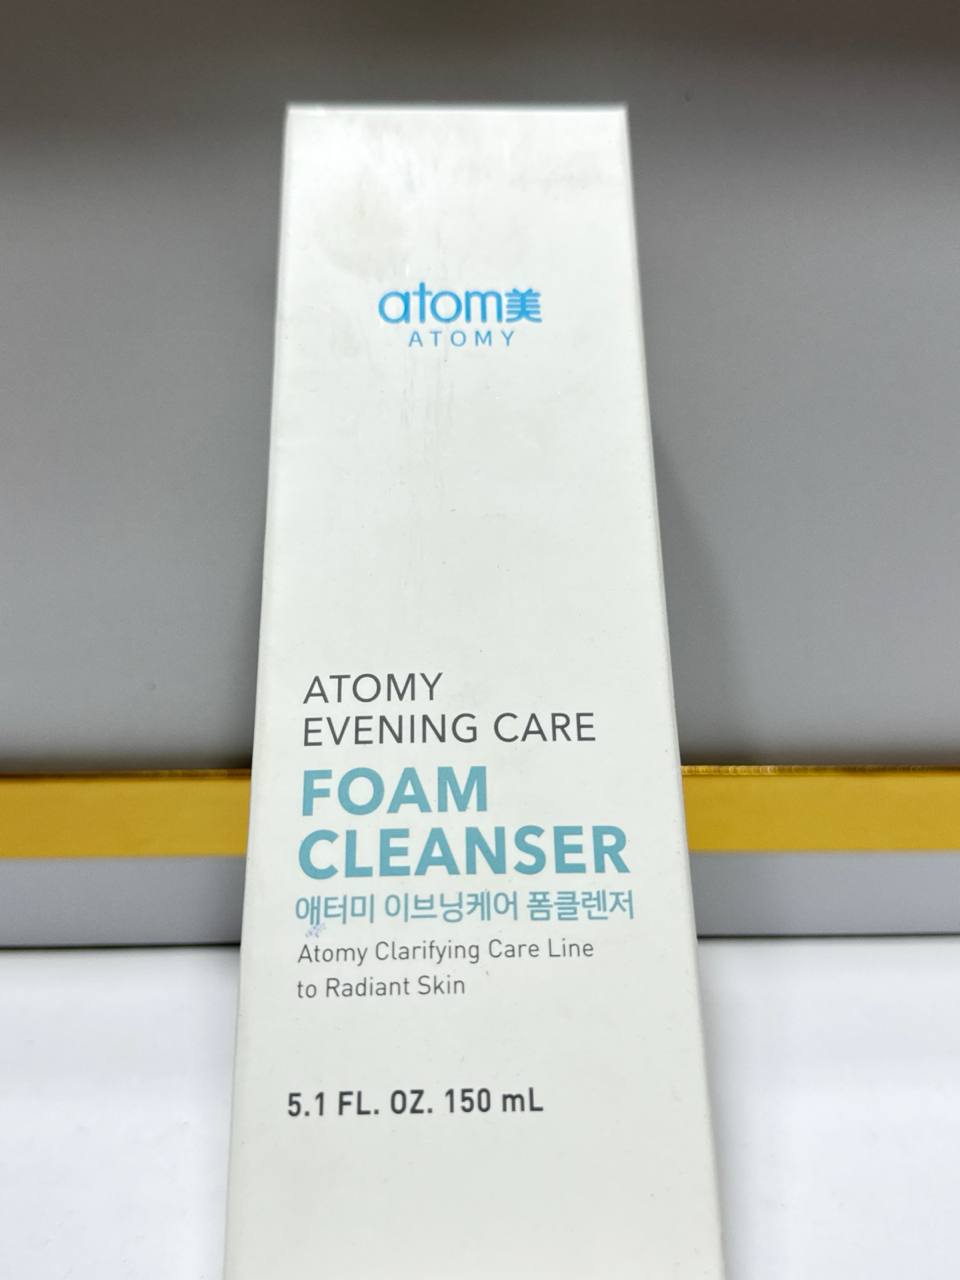 atom美
ATOMY
ATOMY
EVENING CARE
FOAM
CLEANSER
애터미 이브닝케어 폼클렌저
Atomy Clarifying Care Line
to Radiant Skin
5.1 FL. OZ. 150 mL